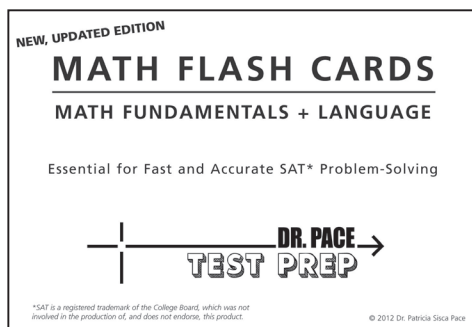 NEW, UPDATED EDITION
MATH FLASH CARDS
MATH FUNDAMENTALS + LANGUAGE
Essential for Fast and Accurate SAT* Problem-Solving
DR. PACE
TEST PREP
*SAT is a registered trademark of the College Board, which was not
involved in the production of, and does not endorse, this product.
© 2012 Dr. Patricia Sisca Pace